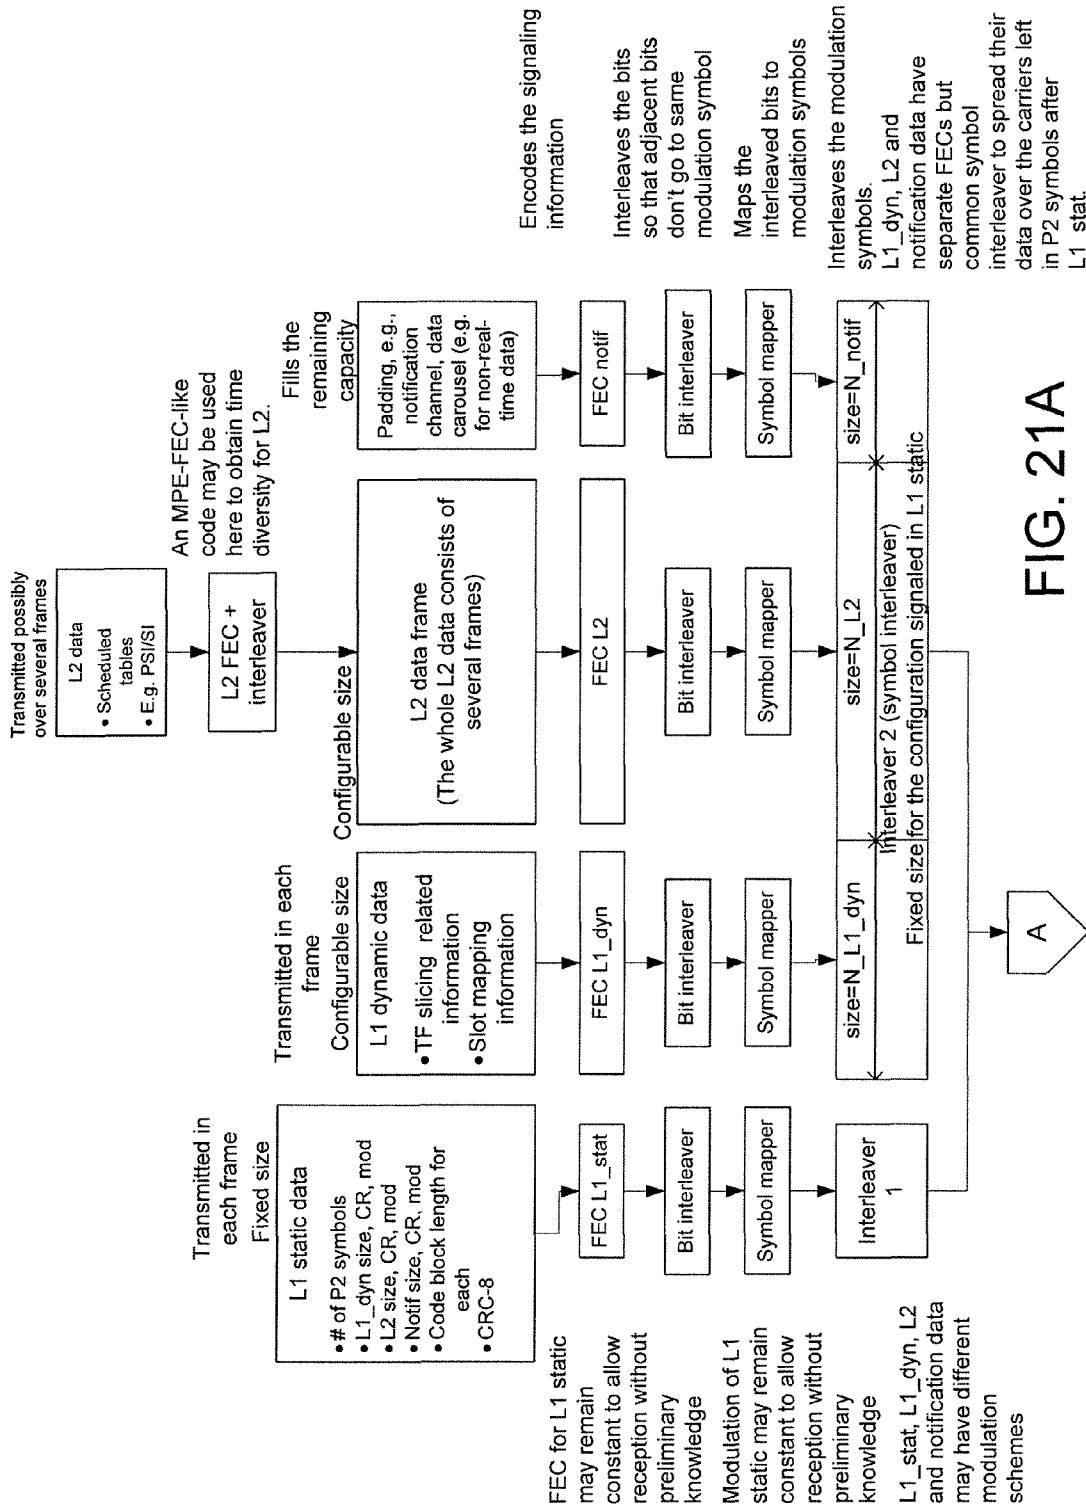 Transmitted possibly
over several frames
L2 data
• Scheduled
tables
• E.g. PSI/SI
An MPE-FEC-like
code may be used
here to obtain time
diversity for L2.
L2 FEC +
interleaver
Transmitted in
each frame
Fixed size
L1 static data
• # of P2 symbols
• L1_dyn size, CR, mod
• L2 size, CR, mod
• Notif size, CR, mod
• Code block length for
each
• CRC-8
Transmitted in each
frame
Configurable size
L1 dynamic data
• TF slicing related
information
• Slot mapping
information
Configurable size
L2 data frame
(The whole L2 data consists of
several frames)
Fills the
remaining
capacity
Padding, e.g.,
notification
channel, data
carousel (e.g.
for non-real-
time data)
FEC for L1 static
may remain
constant to allow
reception without
preliminary
knowledge
FEC L1_stat
FEC L1_dyn
FEC L2
FEC notif
Encodes the signaling
information
Bit interleaver
Bit interleaver
Bit interleaver
Bit interleaver
Interleaves the bits
so that adjacent bits
don't go to same
modulation symbol
Modulation of L1
static may remain
constant to allow
reception without
preliminary
knowledge
Symbol mapper
Symbol mapper
Symbol mapper
Symbol mapper
Maps the
interleaved bits to
modulation symbols
L1_stat, L1_dyn, L2
and notification data
may have different
modulation
schemes
Interleaver
1
size=N_L1_dyn
size=N_L2
size=N_notif
Interleaver 2 (symbol interleaver)
Fixed size for the configuration signaled in L1 static
Interleaves the modulation
symbols.
L1_dyn, L2 and
notification data have
separate FECs but
common symbol
interleaver to spread their
data over the carriers left
in P2 symbols after
L1_stat.
A
FIG. 21A